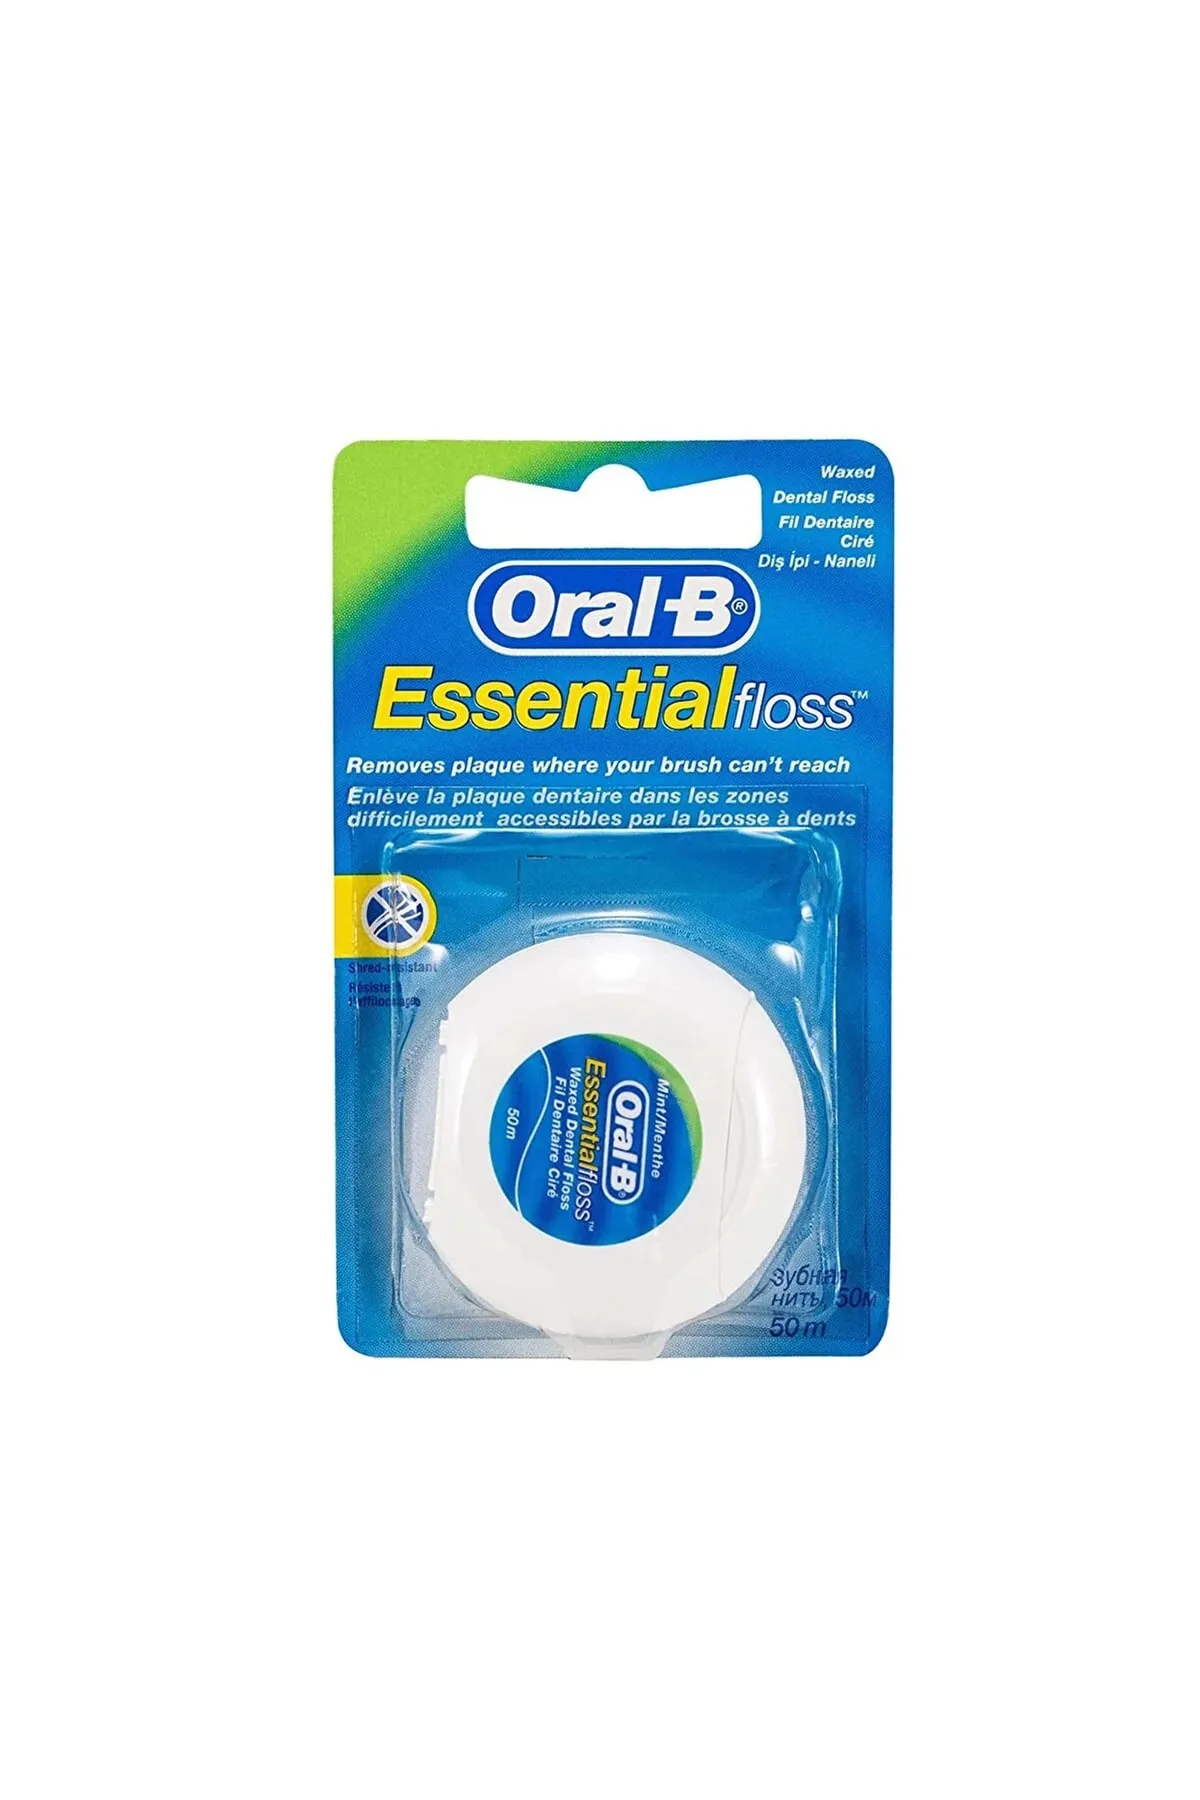 Waxed
Dental Floss
Fil Dentaire
Ciré
Diş İpi - Naneli
Oral-B®
Essentialfloss™
Removes plaque where your brush can't reach
Enlève la plaque dentaire dans les zones
difficilement accessibles par la brosse à dents
Shred-resistant
Résiste à
l'effilochage
Mint/Menthe
Oral-B®
Essentialfloss™
Waxed Dental Floss
Fil Dentaire Ciré
50m
Зубная
нить, 50м
50 m